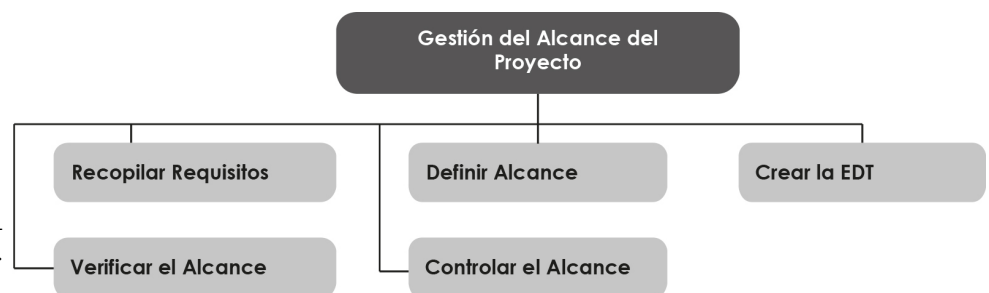 Gestión del Alcance del
Proyecto
Recopilar Requisitos
Definir Alcance
Crear la EDT
Verificar el Alcance
Controlar el Alcance